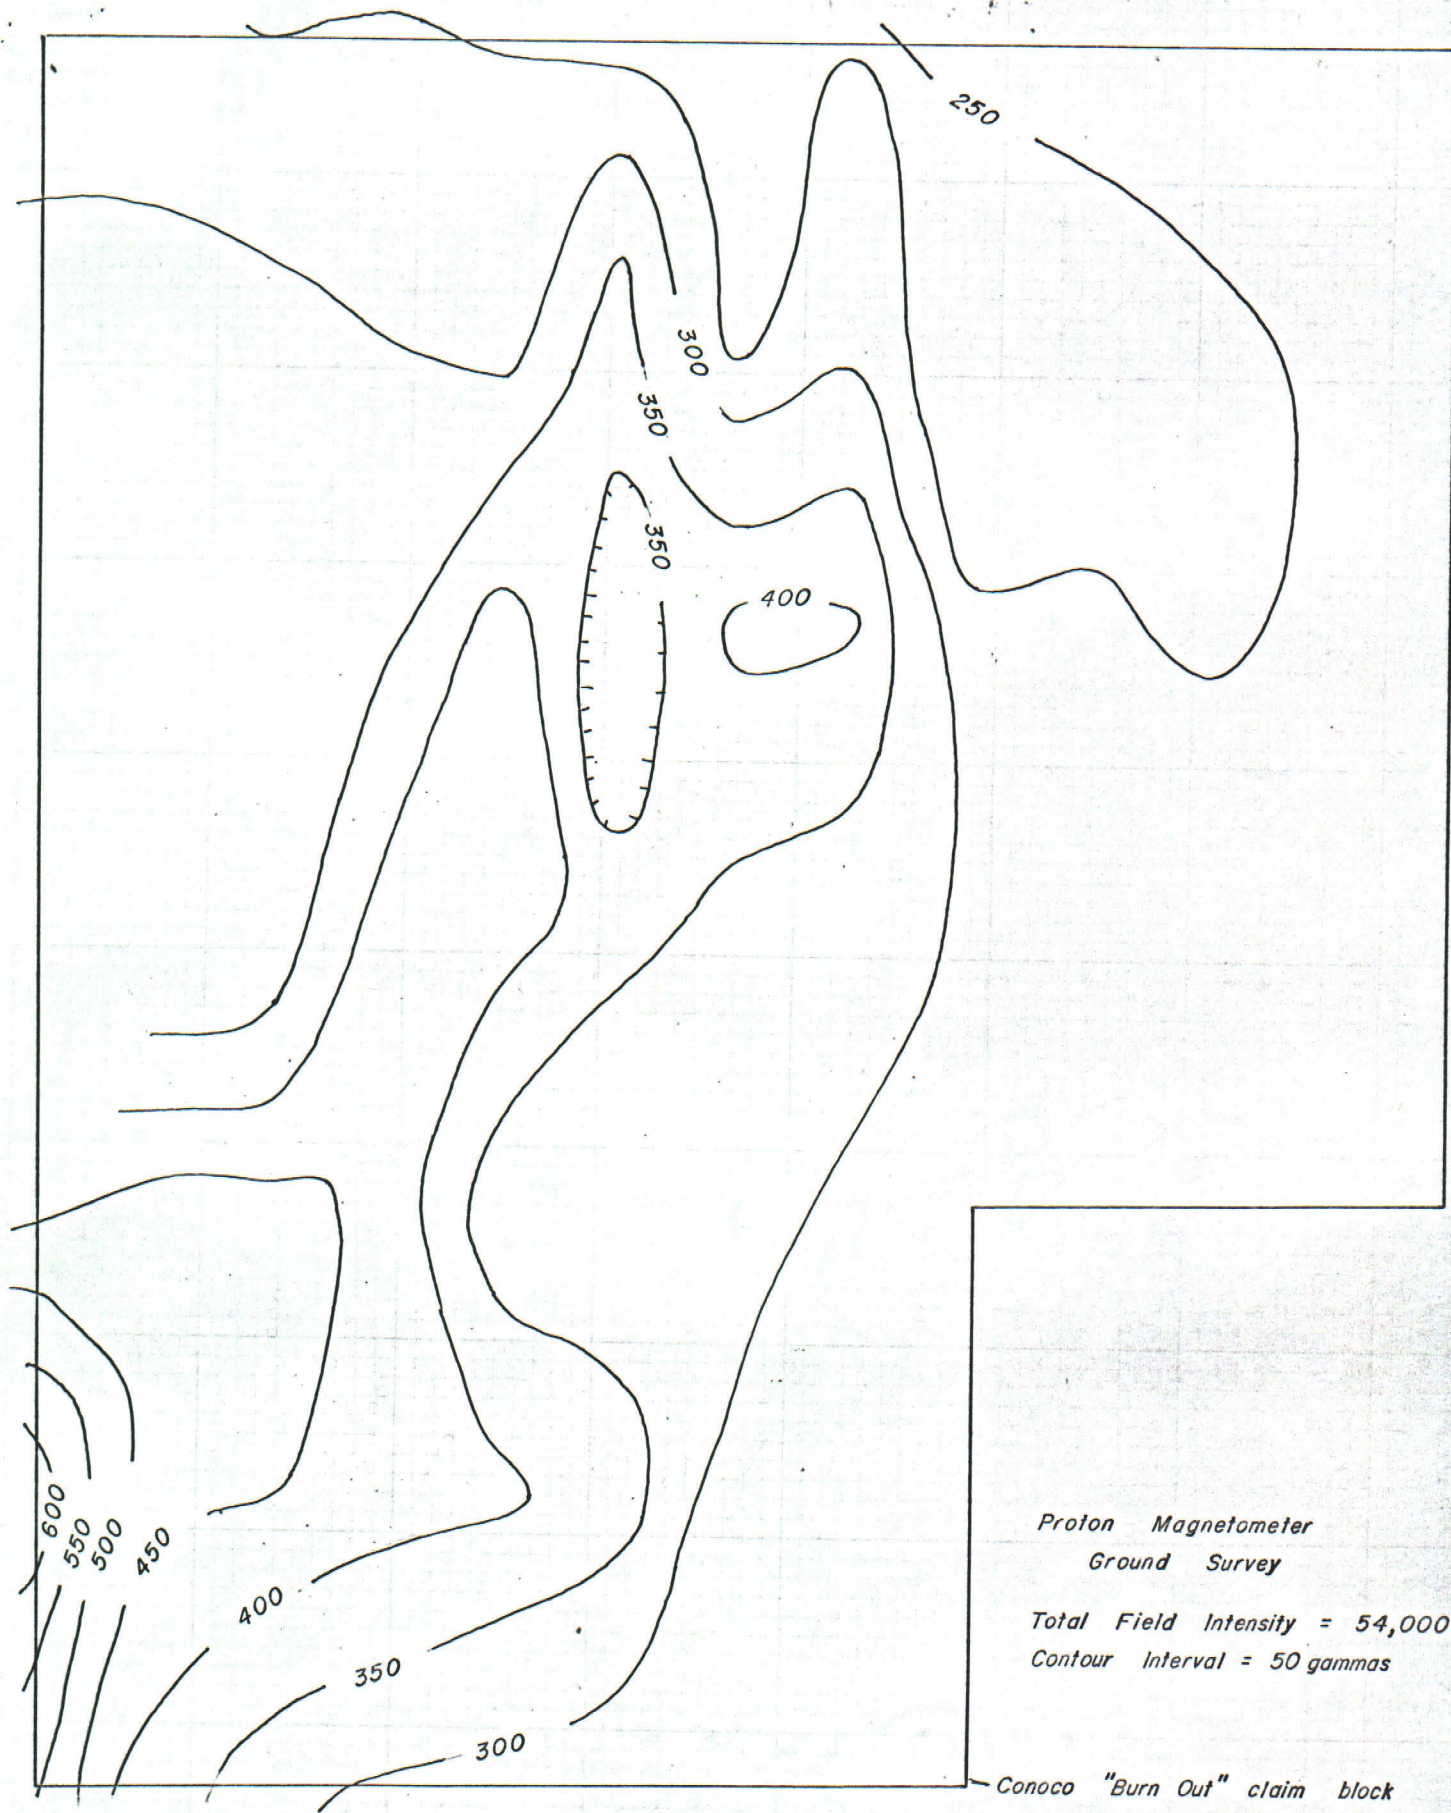 250
300
350
350
400
600
550
500
450
400
350
300
Proton Magnetometer
Ground Survey
Total Field Intensity = 54,000
Contour Interval = 50 gammas
Conoco "Burn Out" claim block